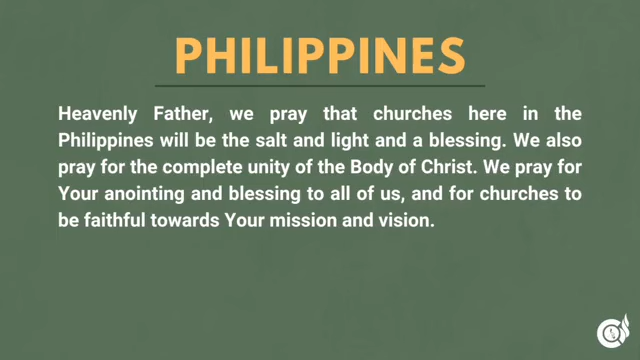 PHILIPPINES
Heavenly Father, we pray that churches here in the
Philippines will be the salt and light and a blessing. We also
pray for the complete unity of the Body of Christ. We pray for
Your anointing and blessing to all of us, and for churches to
be faithful towards Your mission and vision.